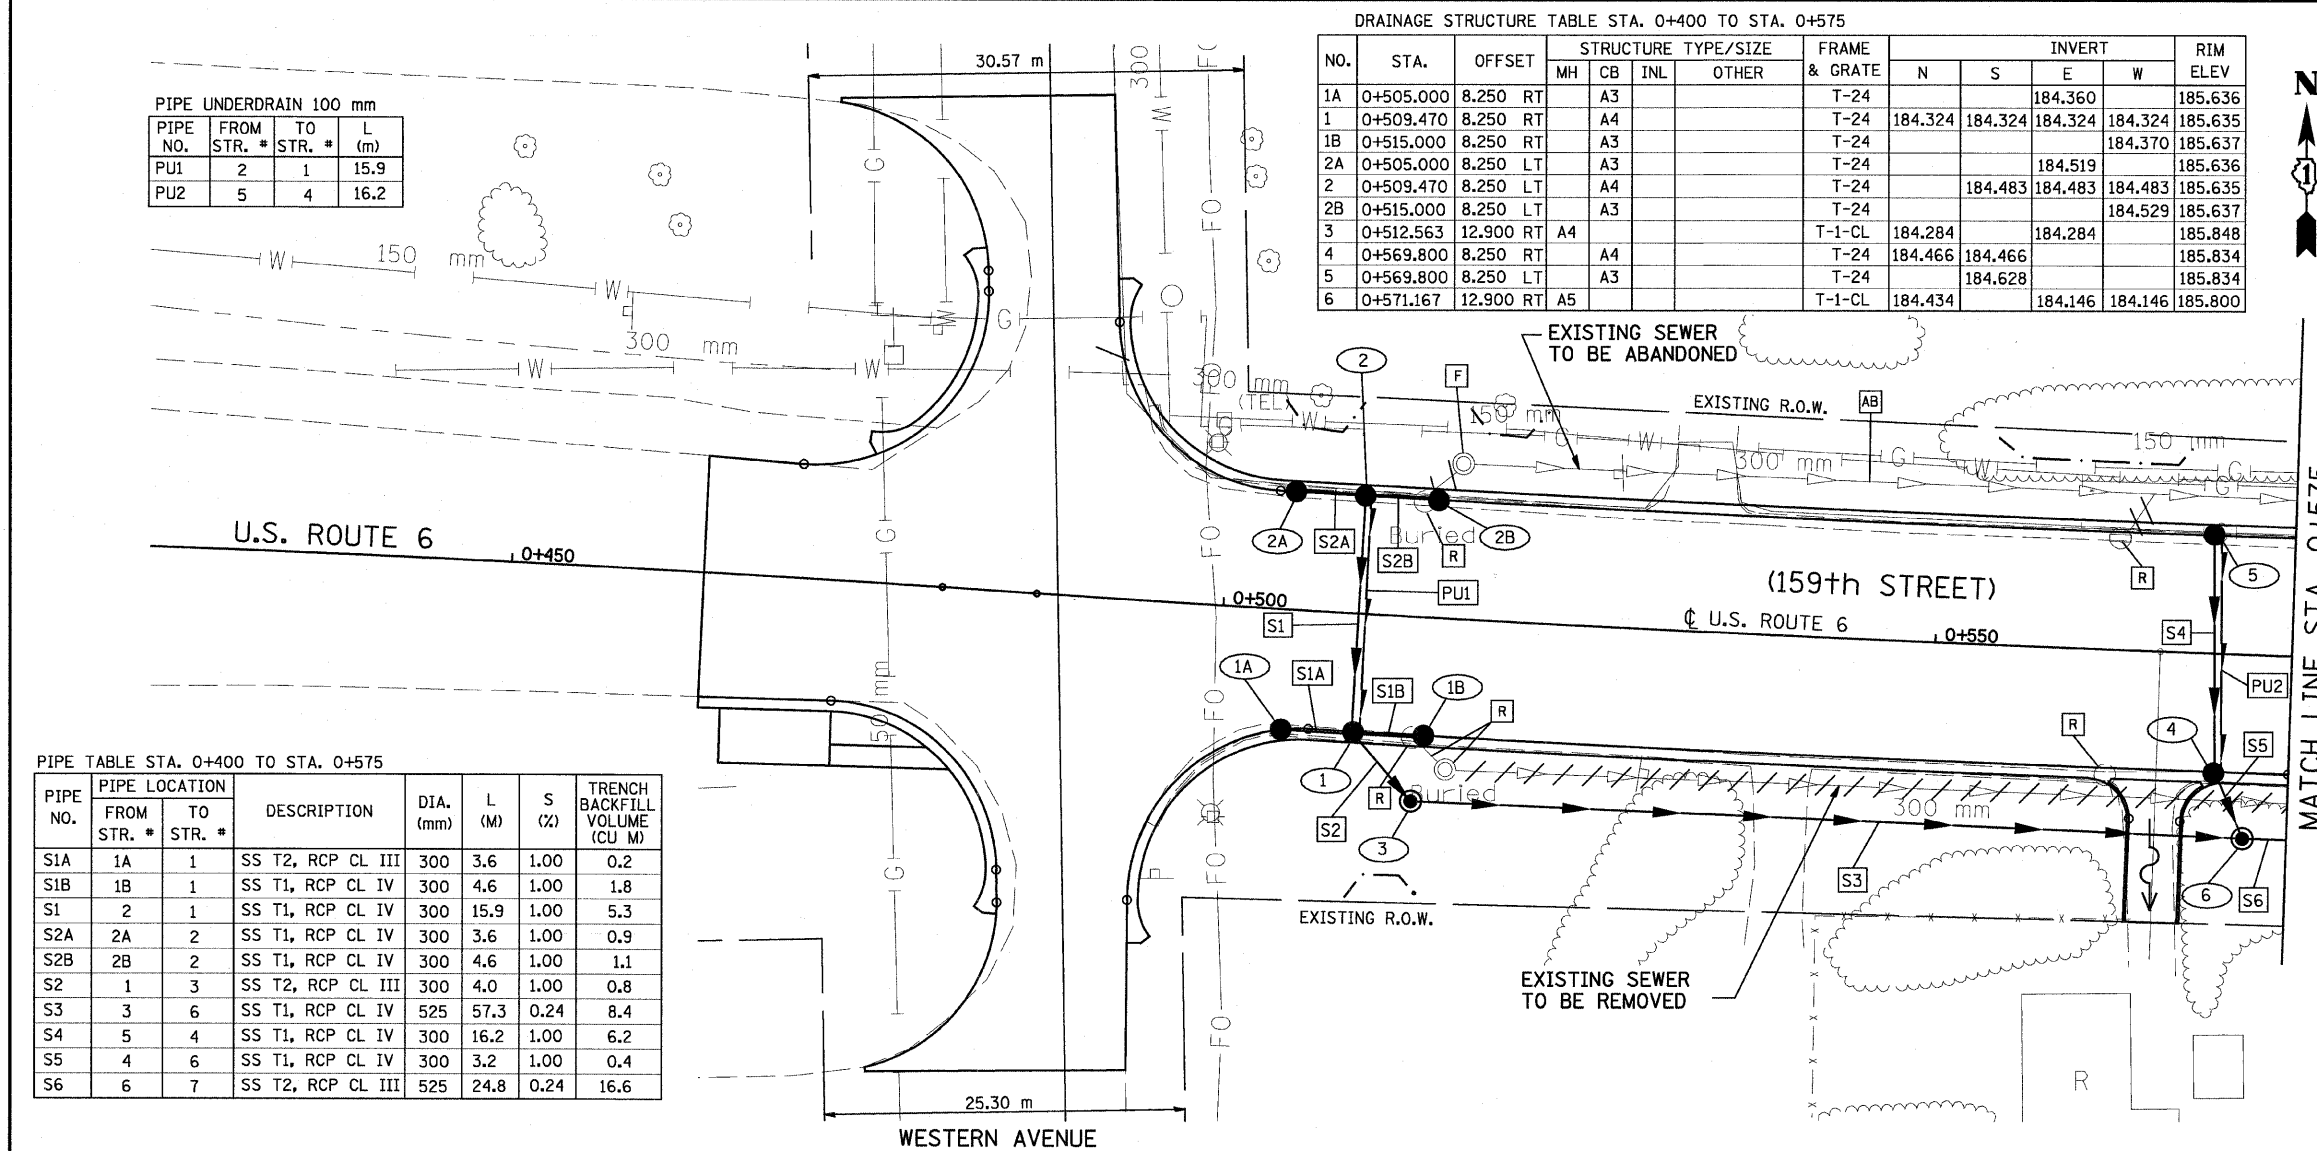 DRAINAGE STRUCTURE TABLE STA. 0+400 TO STA. 0+575
NO. STA. OFFSET STRUCTURE TYPE/SIZE FRAME & GRATE INVERT RIM ELEV
MH CB INL OTHER N S E W
1A 0+505.000 8.250 RT A3 T-24 184.360 185.636
1 0+509.470 8.250 RT A4 T-24 184.324 184.324 184.324 184.324 185.635
1B 0+515.000 8.250 RT A3 T-24 184.370 185.637
2A 0+505.000 8.250 LT A3 T-24 184.519 185.636
2 0+509.470 8.250 LT A4 T-24 184.483 184.483 184.483 185.635
2B 0+515.000 8.250 LT A3 T-24 184.529 185.637
3 0+512.563 12.900 RT A4 T-1-CL 184.284 184.284 185.848
4 0+569.800 8.250 RT A4 T-24 184.466 184.466 185.834
5 0+569.800 8.250 LT A3 T-24 184.628 185.834
6 0+571.167 12.900 RT A5 T-1-CL 184.434 184.146 184.146 185.800
N
1
30.57 m
300
W
FO
G
PIPE UNDERDRAIN 100 mm
PIPE NO. FROM STR. # TO STR. # L (m)
PU1 2 1 15.9
PU2 5 4 16.2
W 150 mm
W
300 mm
W W
W G
EXISTING SEWER
TO BE ABANDONED
2
F
300 mm
(TEL)
150 mm
EXISTING R.O.W.
AB
W G W
300 mm
G W
150 mm
G
G
FO
G
FO
U.S. ROUTE 6
0+450
2A S2A S2B Buried R 2B
PU1
0+500
S1
(159th STREET)
℄ U.S. ROUTE 6
0+550
R
5
S4
PU2
MATCH LINE STA. 0+575
1A S1A S1B 1B R
R
4
S5
50 mm
FO
1
R
Buried
S2
3
300 mm
S3
6
S6
G
FO
EXISTING R.O.W.
EXISTING SEWER
TO BE REMOVED
FO
R
PIPE TABLE STA. 0+400 TO STA. 0+575
PIPE NO. PIPE LOCATION DESCRIPTION DIA. (mm) L (M) S (%) TRENCH BACKFILL VOLUME (CU M)
FROM STR. # TO STR. #
S1A 1A 1 SS T2, RCP CL III 300 3.6 1.00 0.2
S1B 1B 1 SS T1, RCP CL IV 300 4.6 1.00 1.8
S1 2 1 SS T1, RCP CL IV 300 15.9 1.00 5.3
S2A 2A 2 SS T1, RCP CL IV 300 3.6 1.00 0.9
S2B 2B 2 SS T1, RCP CL IV 300 4.6 1.00 1.1
S2 1 3 SS T2, RCP CL III 300 4.0 1.00 0.8
S3 3 6 SS T1, RCP CL IV 525 57.3 0.24 8.4
S4 5 4 SS T1, RCP CL IV 300 16.2 1.00 6.2
S5 4 6 SS T1, RCP CL IV 300 3.2 1.00 0.4
S6 6 7 SS T2, RCP CL III 525 24.8 0.24 16.6
25.30 m
WESTERN AVENUE